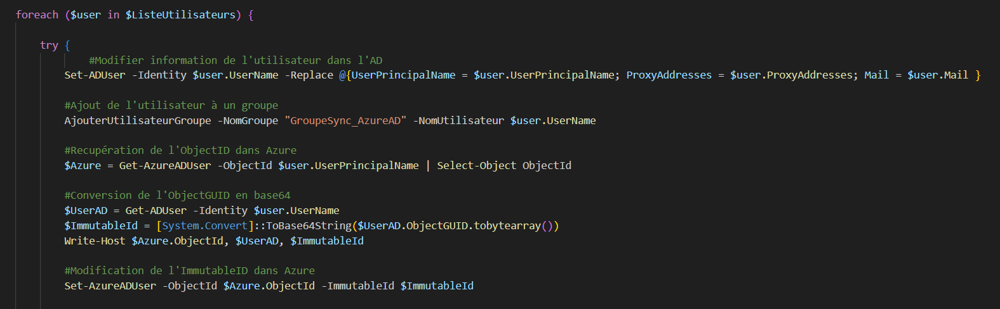 foreach ($user in $ListeUtilisateurs) {
try {
#Modifier information de l'utilisateur dans l'AD
Set-ADUser -Identity $user.UserName -Replace @{UserPrincipalName = $user.UserPrincipalName; ProxyAddresses = $user.ProxyAddresses; Mail = $user.Mail }
#Ajout de l'utilisateur à un groupe
AjouterUtilisateurGroupe -NomGroupe "GroupeSync_AzureAD" -NomUtilisateur $user.UserName
#Recupération de l'ObjectID dans Azure
$Azure = Get-AzureADUser -ObjectId $user.UserPrincipalName | Select-Object ObjectId
#Conversion de l'ObjectGUID en base64
$UserAD = Get-ADUser -Identity $user.UserName
$ImmutableId = [System.Convert]::ToBase64String($UserAD.ObjectGUID.tobytearray())
Write-Host $Azure.ObjectId, $UserAD, $ImmutableId
#Modification de l'ImmutableID dans Azure
Set-AzureADUser -ObjectId $Azure.ObjectId -ImmutableId $ImmutableId